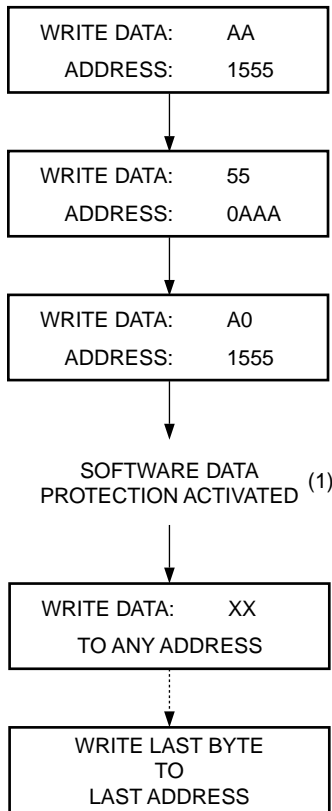 WRITE DATA: AA
ADDRESS: 1555
WRITE DATA: 55
ADDRESS: 0AAA
WRITE DATA: A0
ADDRESS: 1555
SOFTWARE DATA
PROTECTION ACTIVATED (1)
WRITE DATA: XX
TO ANY ADDRESS
WRITE LAST BYTE
TO
LAST ADDRESS